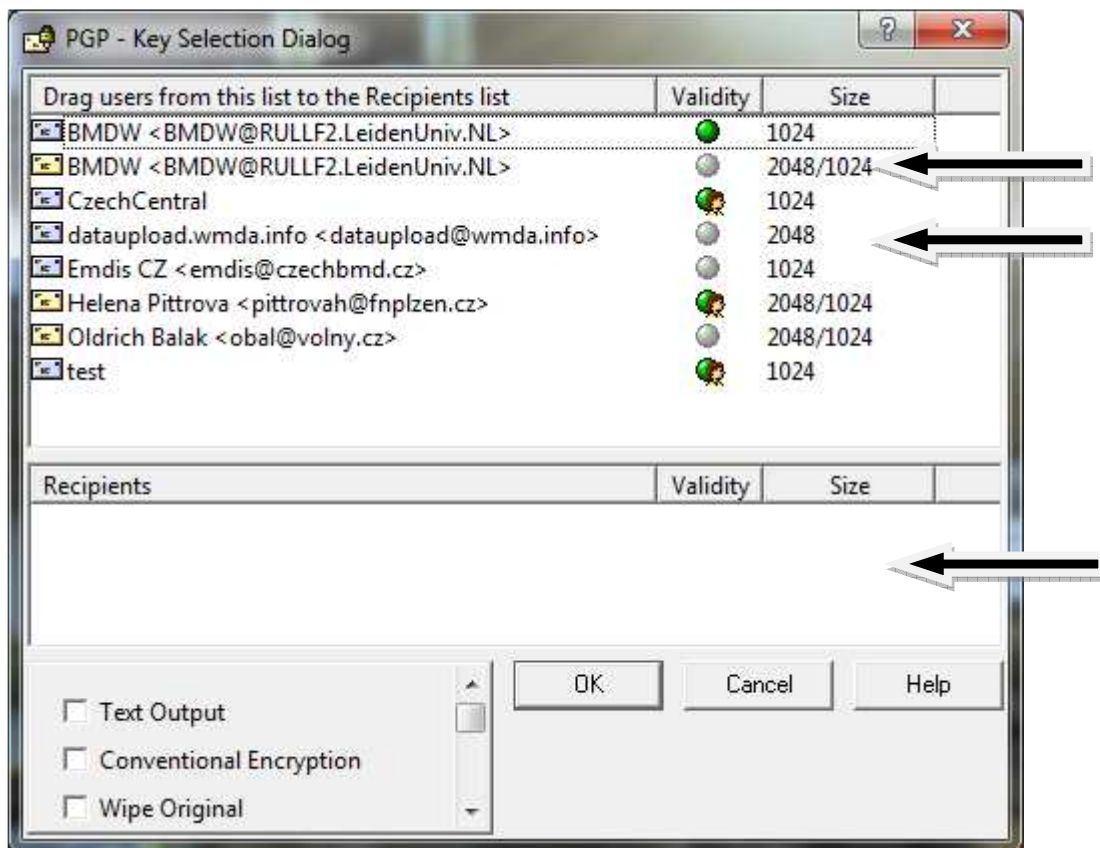 PGP - Key Selection Dialog
Drag users from this list to the Recipients list Validity Size
BMDW <BMDW@RULLF2.LeidenUniv.NL> 1024
BMDW <BMDW@RULLF2.LeidenUniv.NL> 2048/1024
CzechCentral 1024
dataupload.wmda.info <dataupload@wmda.info> 2048
Emdis CZ <emdis@czechbmd.cz> 1024
Helena Pittrova <pittrovah@fnplzen.cz> 2048/1024
Oldrich Balak <obal@volny.cz> 2048/1024
test 1024
Recipients Validity Size
OK Cancel Help
Text Output
Conventional Encryption
Wipe Original